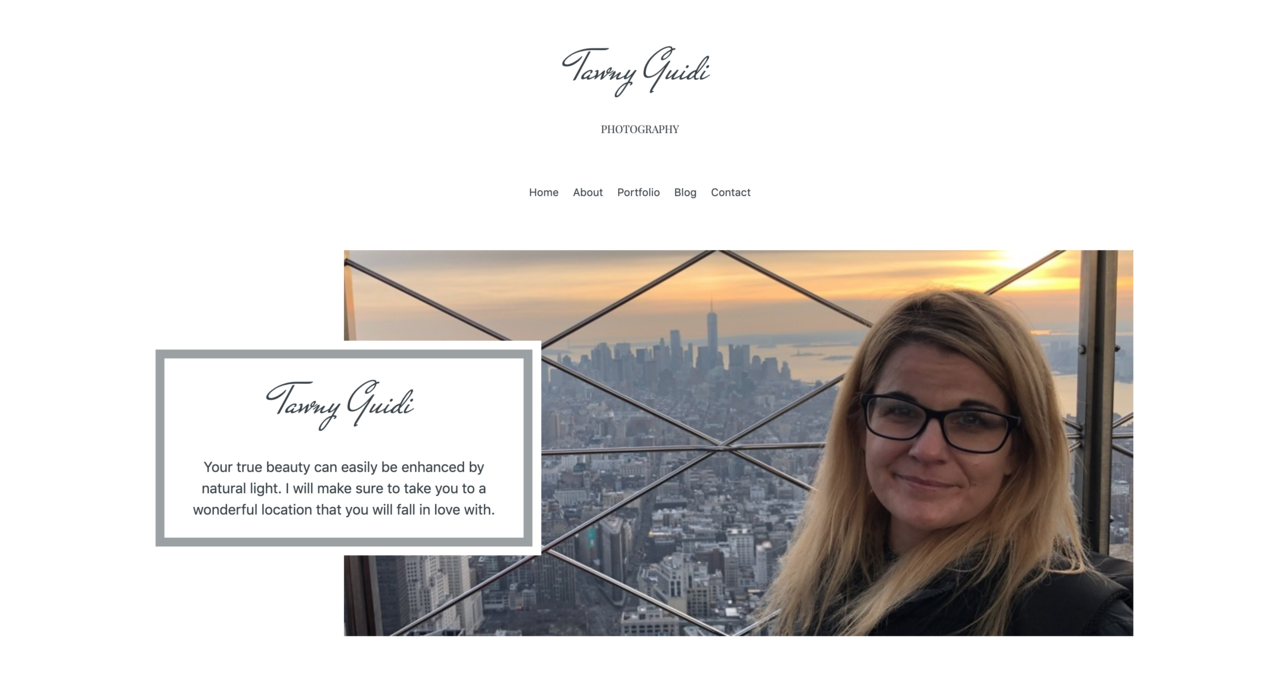 Tawny Guidi
PHOTOGRAPHY
Home About Portfolio Blog Contact
Tawny Guidi
Your true beauty can easily be enhanced by
natural light. I will make sure to take you to a
wonderful location that you will fall in love with.